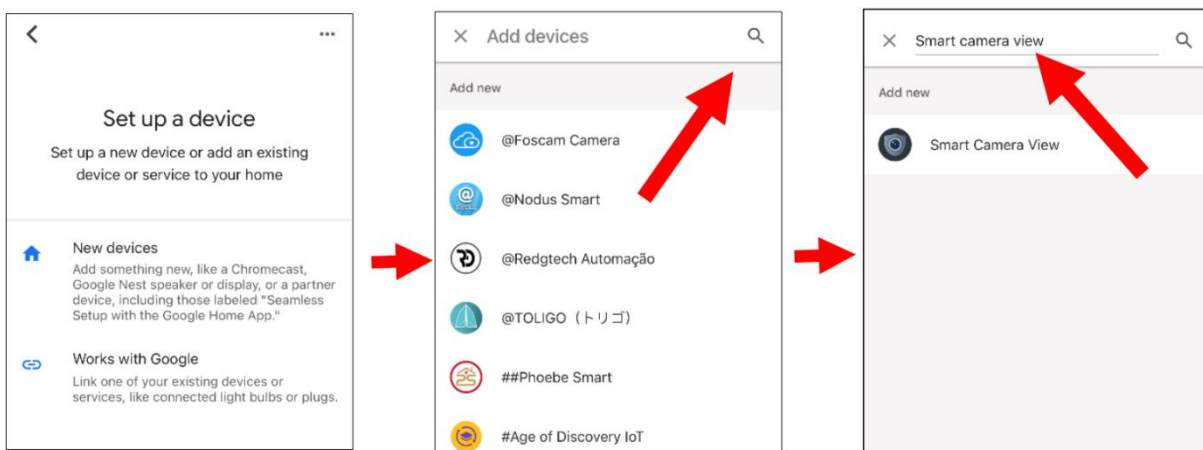 Set up a device
Set up a new device or add an existing
device or service to your home
New devices
Add something new, like a Chromecast,
Google Nest speaker or display, or a partner
device, including those labeled "Seamless
Setup with the Google Home App."
Works with Google
Link one of your existing devices or
services, like connected light bulbs or plugs.
Add devices
Add new
@Foscam Camera
@Nodus Smart
@Redgtech Automação
@TOLIGO（トリゴ）
##Phoebe Smart
#Age of Discovery IoT
Smart camera view
Add new
Smart Camera View